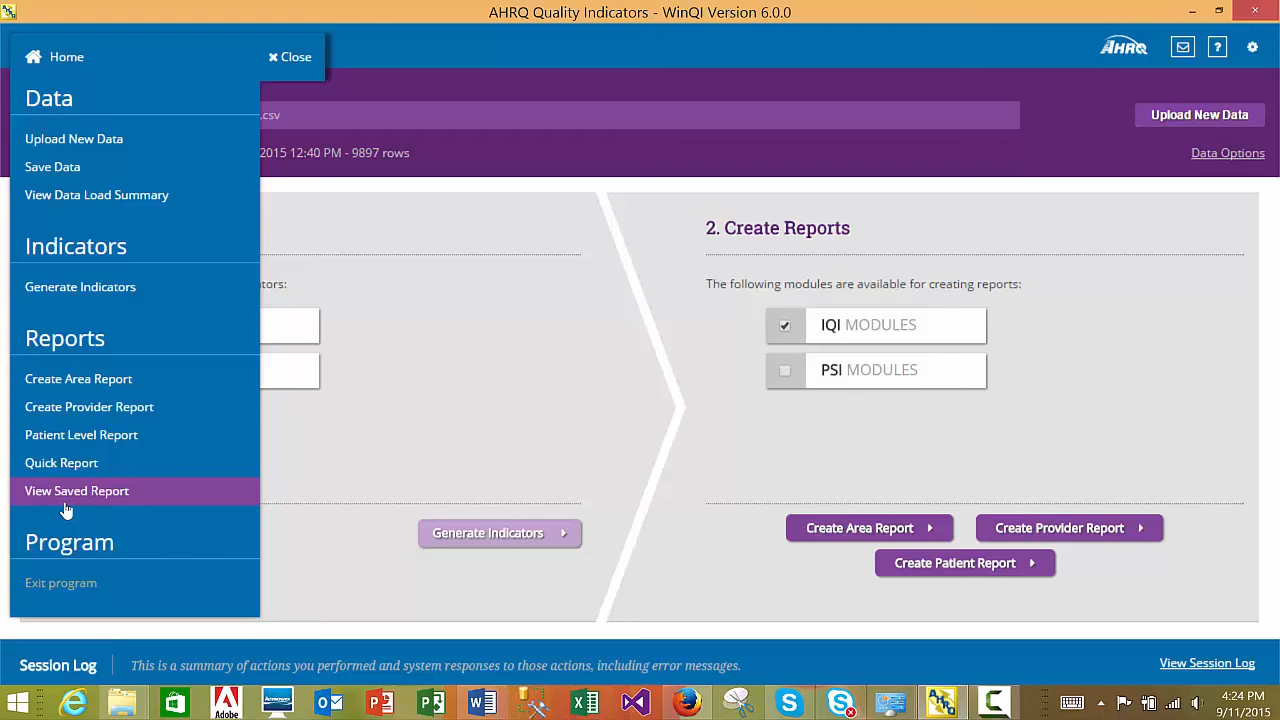 AHRQ Quality Indicators - WinQI Version 6.0.0
Home
Close
AHRQ
?
Data
.csv
Upload New Data
Upload New Data
2015 12:40 PM - 9897 rows
Data Options
Save Data
View Data Load Summary
Indicators
2. Create Reports
Generate Indicators
tors:
The following modules are available for creating reports:
IQI MODULES
Reports
PSI MODULES
Create Area Report
Create Provider Report
Patient Level Report
Quick Report
View Saved Report
Generate Indicators
Create Area Report
Create Provider Report
Program
Create Patient Report
Exit program
Session Log
This is a summary of actions you performed and system responses to those actions, including error messages.
View Session Log
Adobe
AHRQ
4:24 PM
9/11/2015